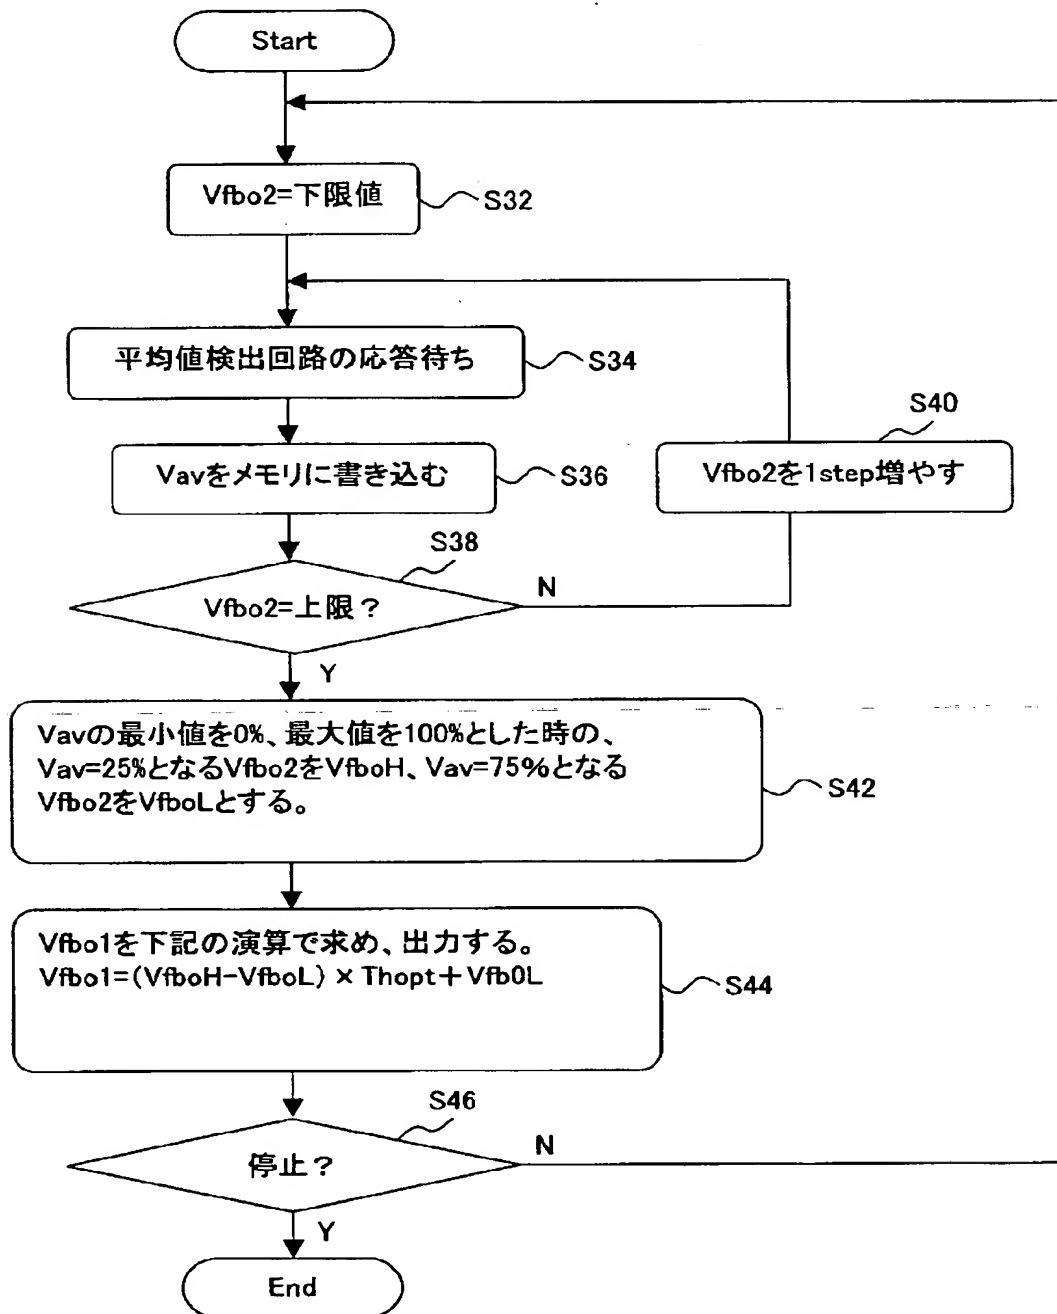 Start
Vfbo2=下限値
S32
平均値検出回路の応答待ち
S34
S40
Vavをメモリに書き込む
S36
Vfbo2を1step増やす
S38
Vfbo2=上限？
N
Y
Vavの最小値を0%、最大値を100%とした時の、
Vav=25%となるVfbo2をVfboH、Vav=75%となる
Vfbo2をVfboLとする。
S42
Vfbo1を下記の演算で求め、出力する。
Vfbo1=(VfboH-VfboL) × Thopt＋Vfb0L
S44
S46
停止？
N
Y
End